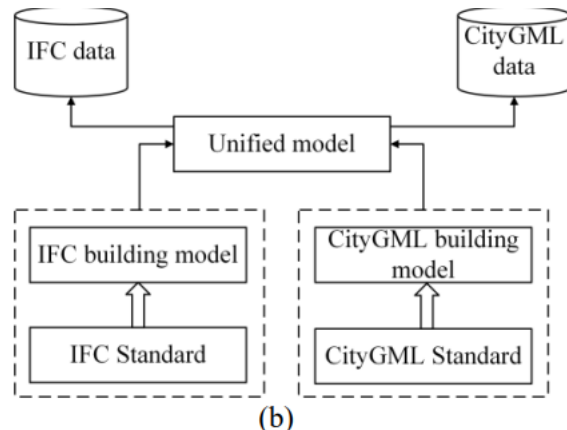 IFC data
CityGML
data
Unified model
IFC building model
CityGML building
model
IFC Standard
CityGML Standard
(b)